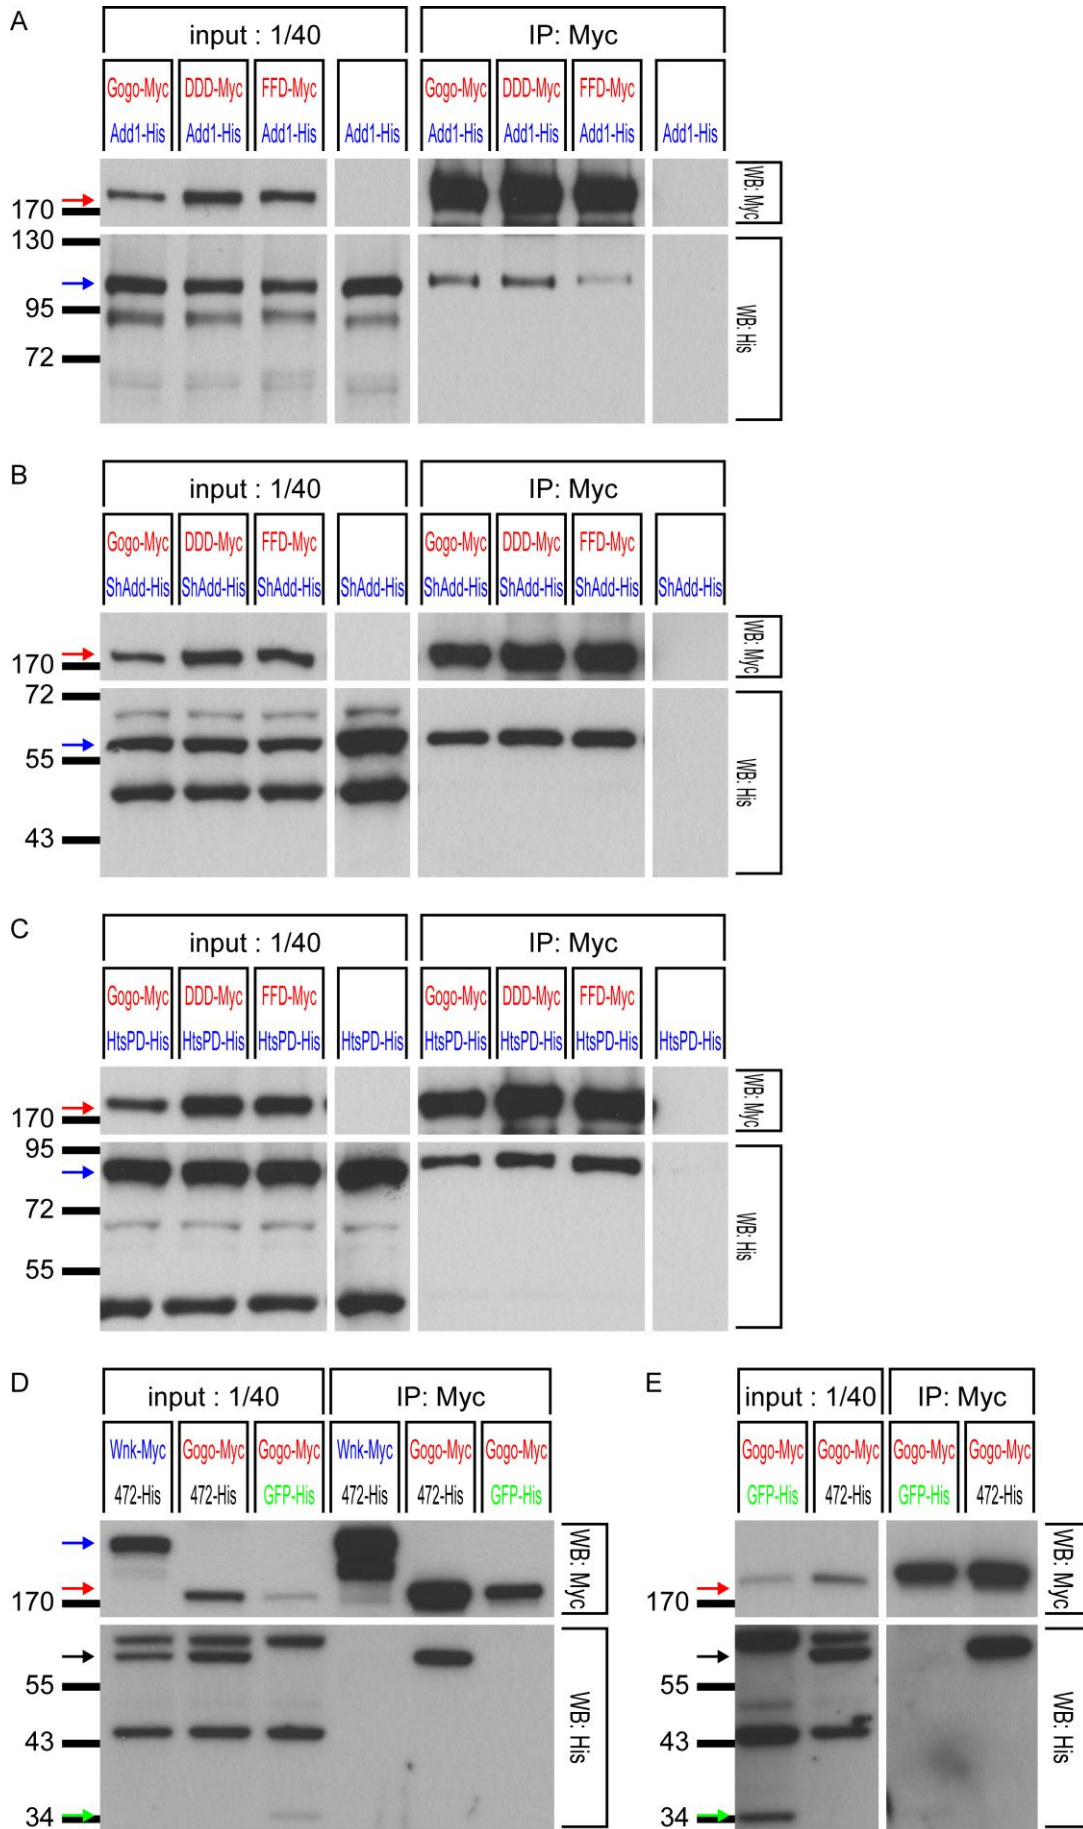 A
input : 1/40 IP: Myc
Gogo-Myc DDD-Myc FFD-Myc Gogo-Myc DDD-Myc FFD-Myc
Add1-His Add1-His Add1-His Add1-His Add1-His Add1-His Add1-His Add1-His
170
WB: Myc
130
95
72
WB: His
B
input : 1/40 IP: Myc
Gogo-Myc DDD-Myc FFD-Myc Gogo-Myc DDD-Myc FFD-Myc
ShAdd-His ShAdd-His ShAdd-His ShAdd-His ShAdd-His ShAdd-His ShAdd-His ShAdd-His
170
WB: Myc
72
55
43
WB: His
C
input : 1/40 IP: Myc
Gogo-Myc DDD-Myc FFD-Myc Gogo-Myc DDD-Myc FFD-Myc
HtsPD-His HtsPD-His HtsPD-His HtsPD-His HtsPD-His HtsPD-His HtsPD-His HtsPD-His
170
WB: Myc
95
72
55
WB: His
D
input : 1/40 IP: Myc
Wnk-Myc Gogo-Myc Gogo-Myc Wnk-Myc Gogo-Myc Gogo-Myc
472-His 472-His GFP-His 472-His 472-His GFP-His
170
WB: Myc
55
43
34
WB: His
E
input : 1/40 IP: Myc
Gogo-Myc Gogo-Myc Gogo-Myc Gogo-Myc
GFP-His 472-His GFP-His 472-His
170
WB: Myc
55
43
34
WB: His